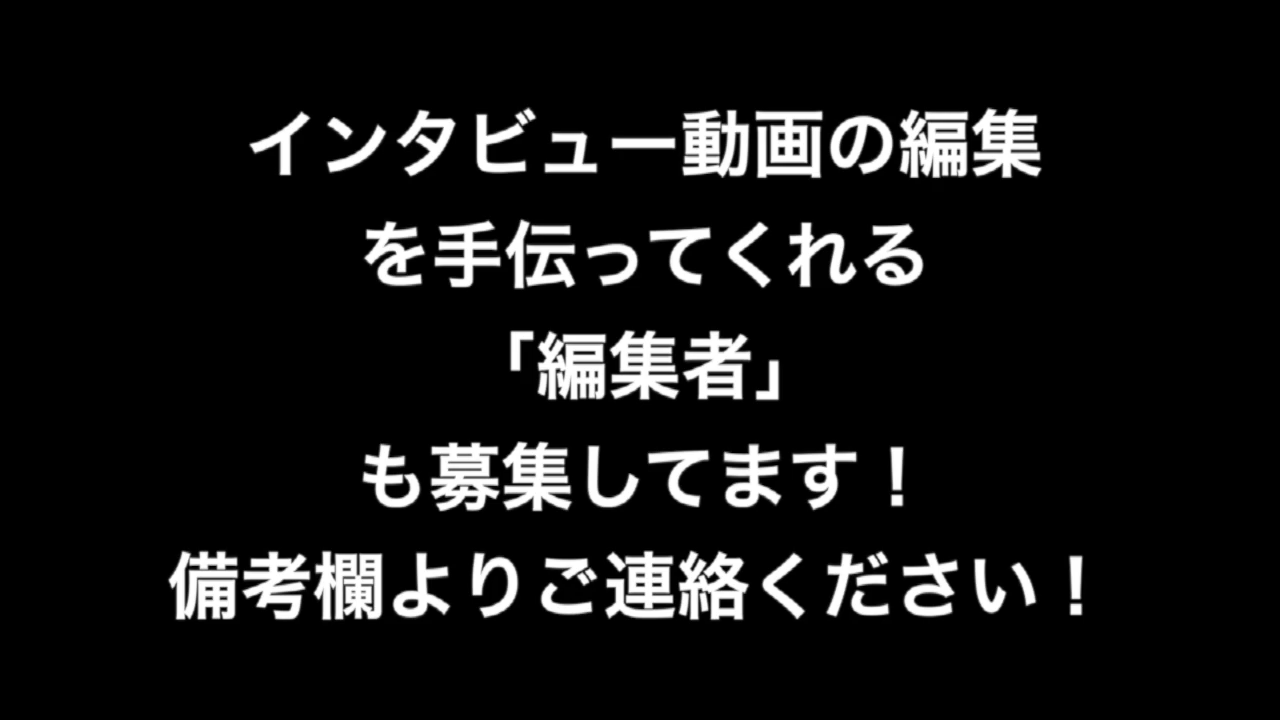 インタビュー動画の編集
を手伝ってくれる
「編集者」
も募集してます！
備考欄よりご連絡ください！